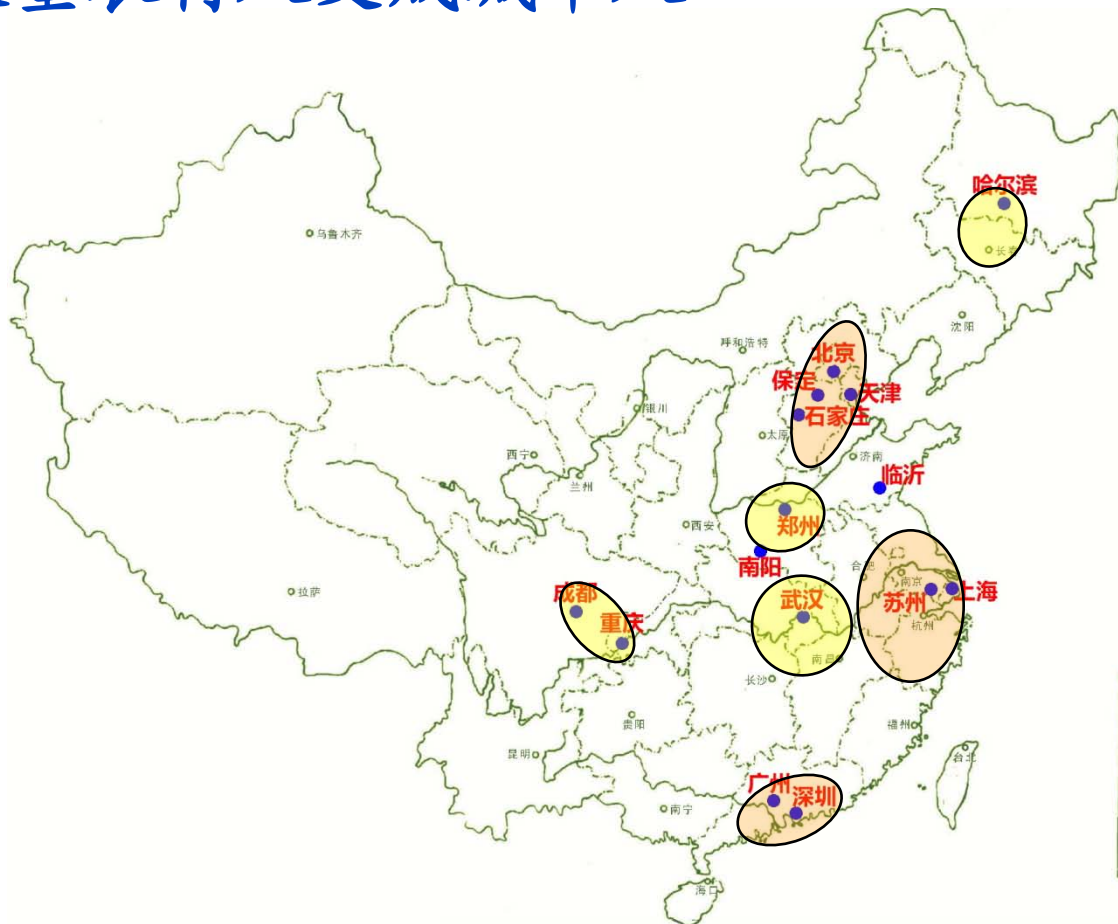 哈尔滨
乌鲁木齐
长春
沈阳
呼和浩特
北京
保定
天津
银川
石家庄
太原
西宁
济南
临沂
兰州
西安
郑州
南阳
合肥
南京
拉萨
成都
武汉
苏州
上海
重庆
杭州
南昌
长沙
贵阳
福州
昆明
台北
广州
深圳
南宁
海口